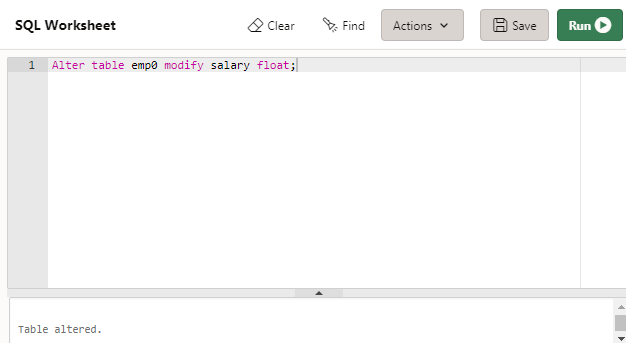 SQL Worksheet Clear Find Actions Save Run
1 Alter table emp0 modify salary float;
Table altered.